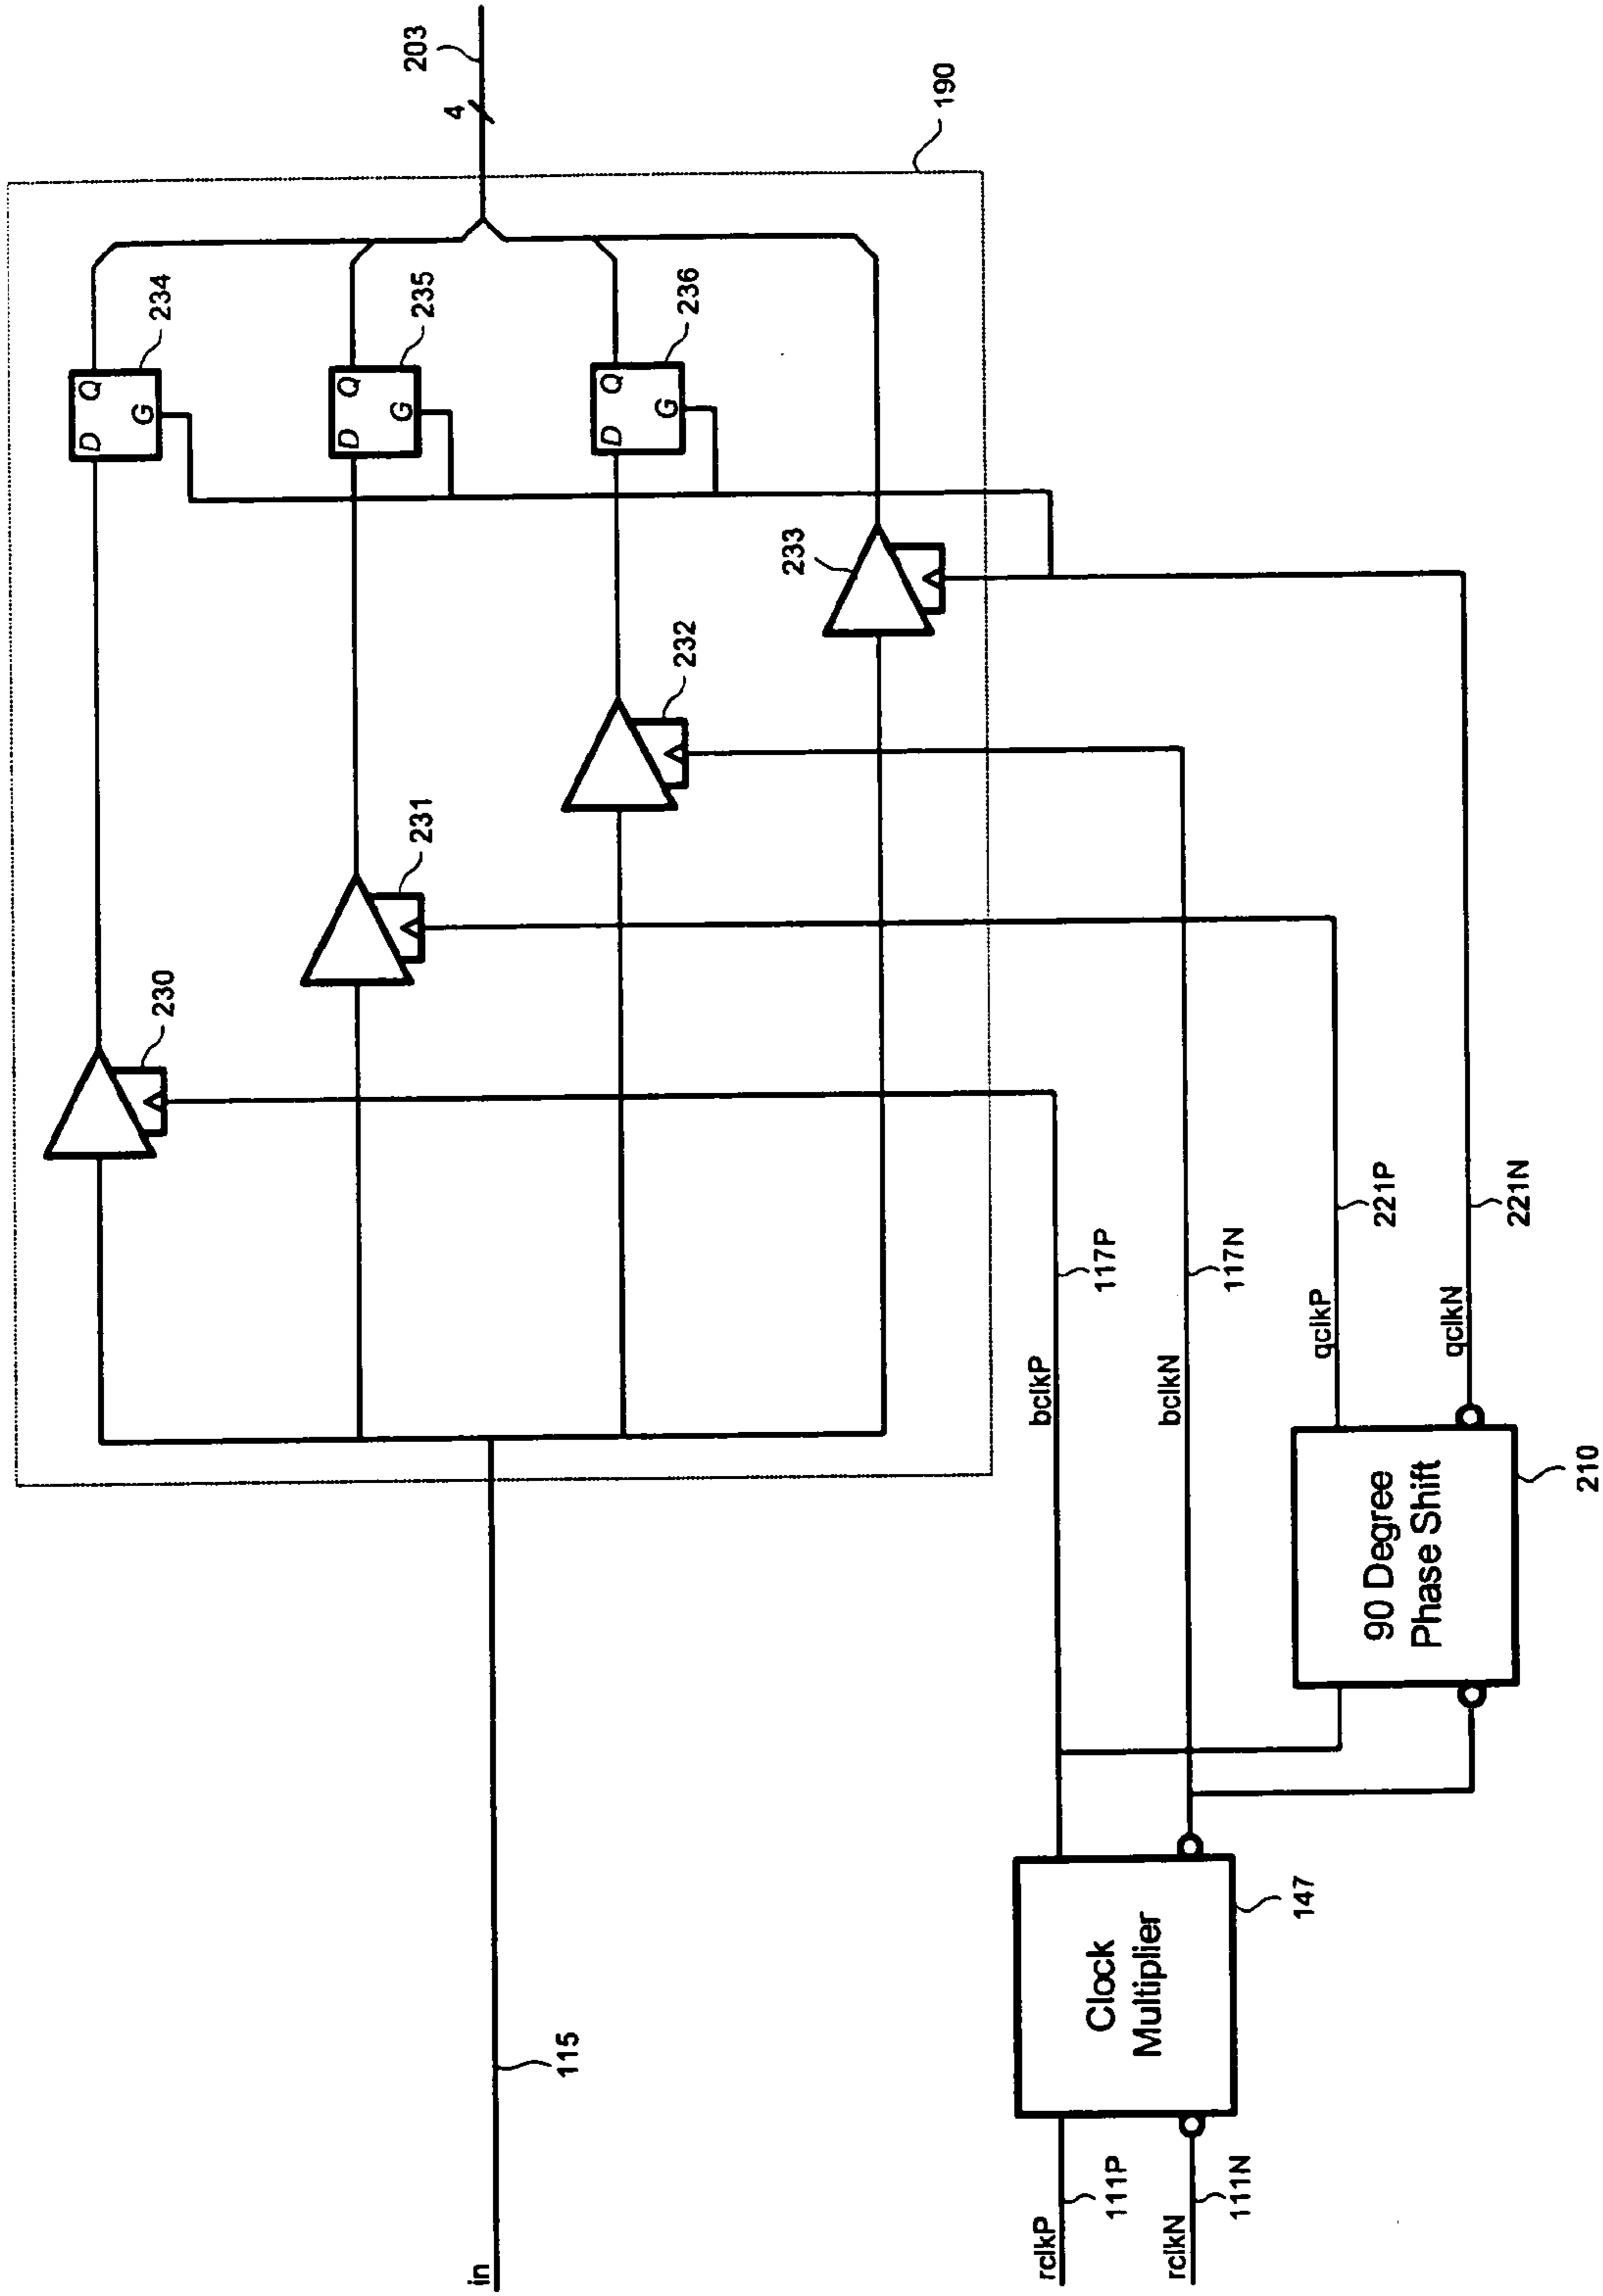 in
115
rclkP
111P
rclkN
111N
Clock
Multiplier
147
bclkP
117P
bclkN
117N
90 Degree
Phase Shift
210
qclkP
221P
qclkN
221N
230
231
232
233
D
Q
G
234
D
Q
G
235
D
Q
G
236
190
4
203